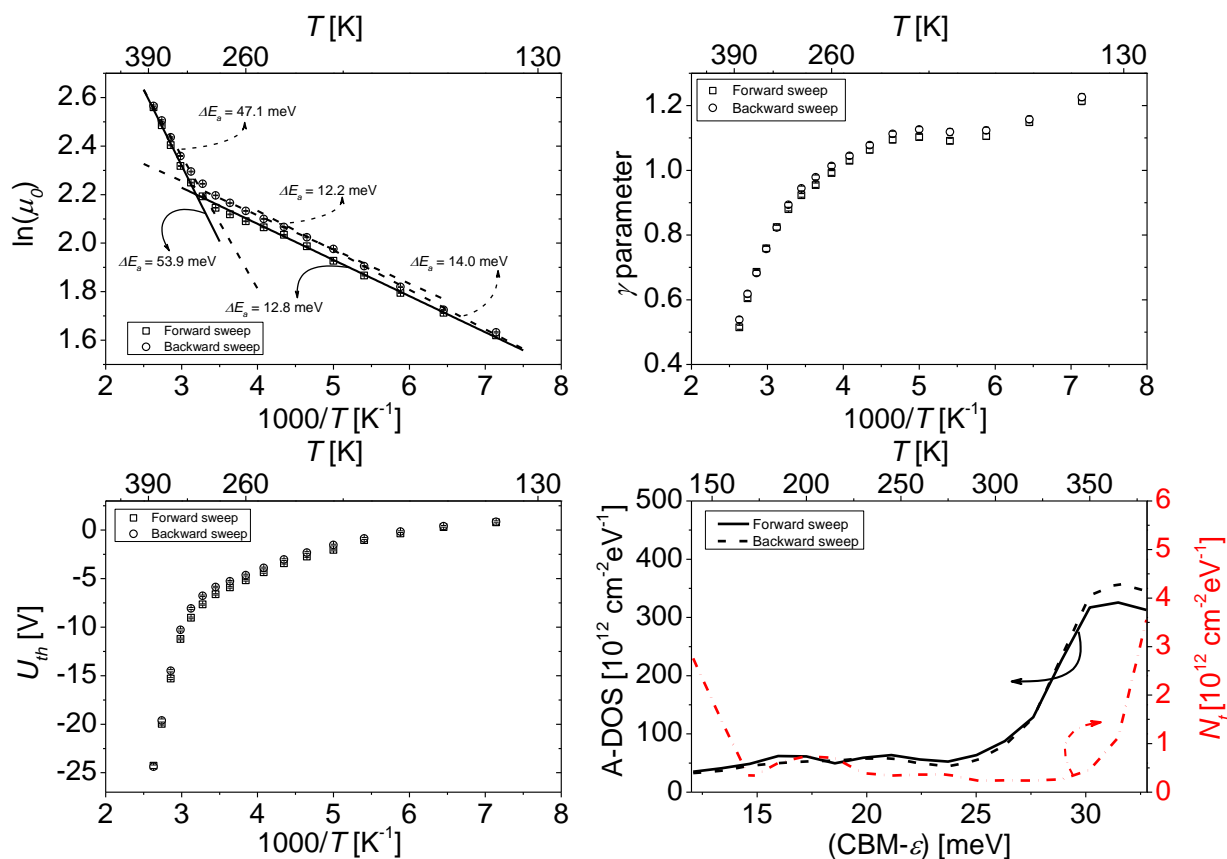 T [K]
390 260 130
2.6
2.4
2.2
2.0
1.8
1.6
ln(μ0)
ΔEa = 47.1 meV
ΔEa = 12.2 meV
ΔEa = 53.9 meV
ΔEa = 14.0 meV
ΔEa = 12.8 meV
Forward sweep
Backward sweep
2 3 4 5 6 7 8
1000/T [K-1]
T [K]
390 260 130
1.2
1.0
0.8
0.6
0.4
γ parameter
Forward sweep
Backward sweep
2 3 4 5 6 7 8
1000/T [K-1]
T [K]
390 260 130
0
-5
-10
-15
-20
-25
Uth [V]
Forward sweep
Backward sweep
2 3 4 5 6 7 8
1000/T [K-1]
T [K]
150 200 250 300 350
500
400
300
200
100
0
A-DOS [1012 cm-2eV-1]
Forward sweep
Backward sweep
6
5
4
3
2
1
0
Nt [1012 cm-2eV-1]
15 20 25 30
(CBM-ε) [meV]